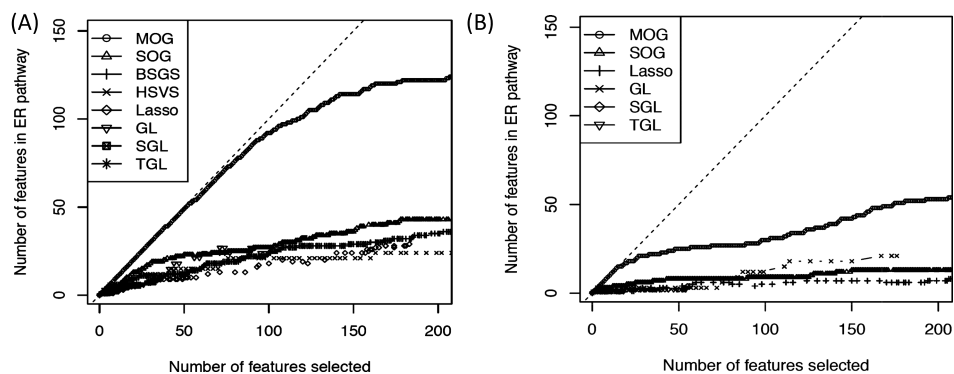 (A)
Number of features in ER pathway
150
100
50
0
MOG
SOG
BSGS
HSVS
Lasso
GL
SGL
TGL
0 50 100 150 200
Number of features selected
(B)
Number of features in ER pathway
150
100
50
0
MOG
SOG
Lasso
GL
SGL
TGL
0 50 100 150 200
Number of features selected